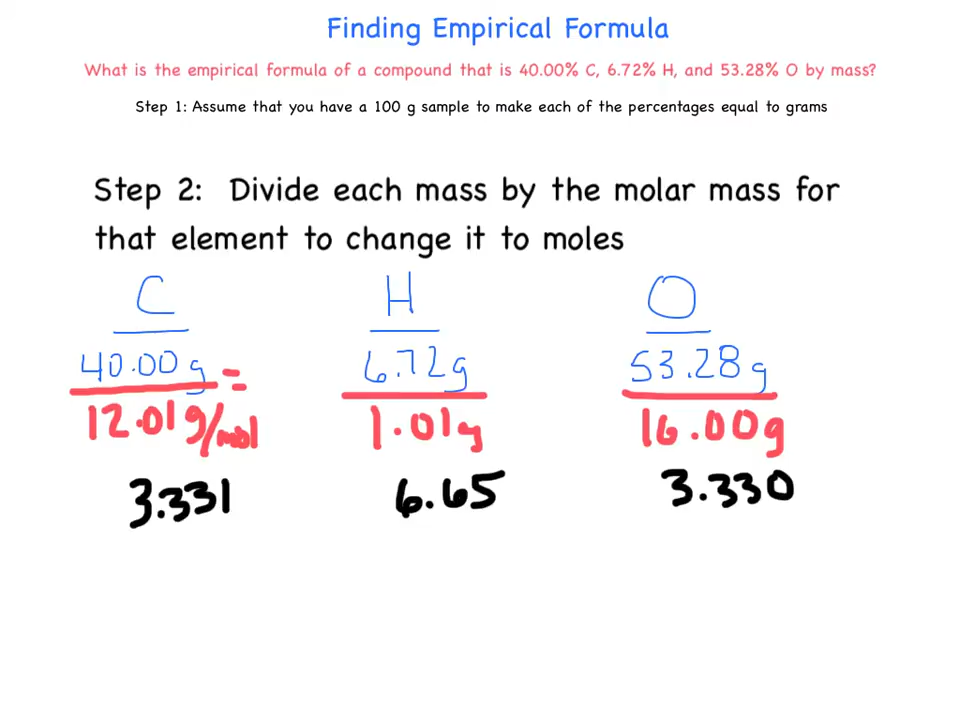 Finding Empirical Formula
What is the empirical formula of a compound that is 40.00% C, 6.72% H, and 53.28% O by mass?
Step 1: Assume that you have a 100 g sample to make each of the percentages equal to grams
Step 2: Divide each mass by the molar mass for
that element to change it to moles
C H O
40.00 g = 6.72g 53.28g
12.01g/mol 1.01g 16.00g
3.331 6.65 3.330